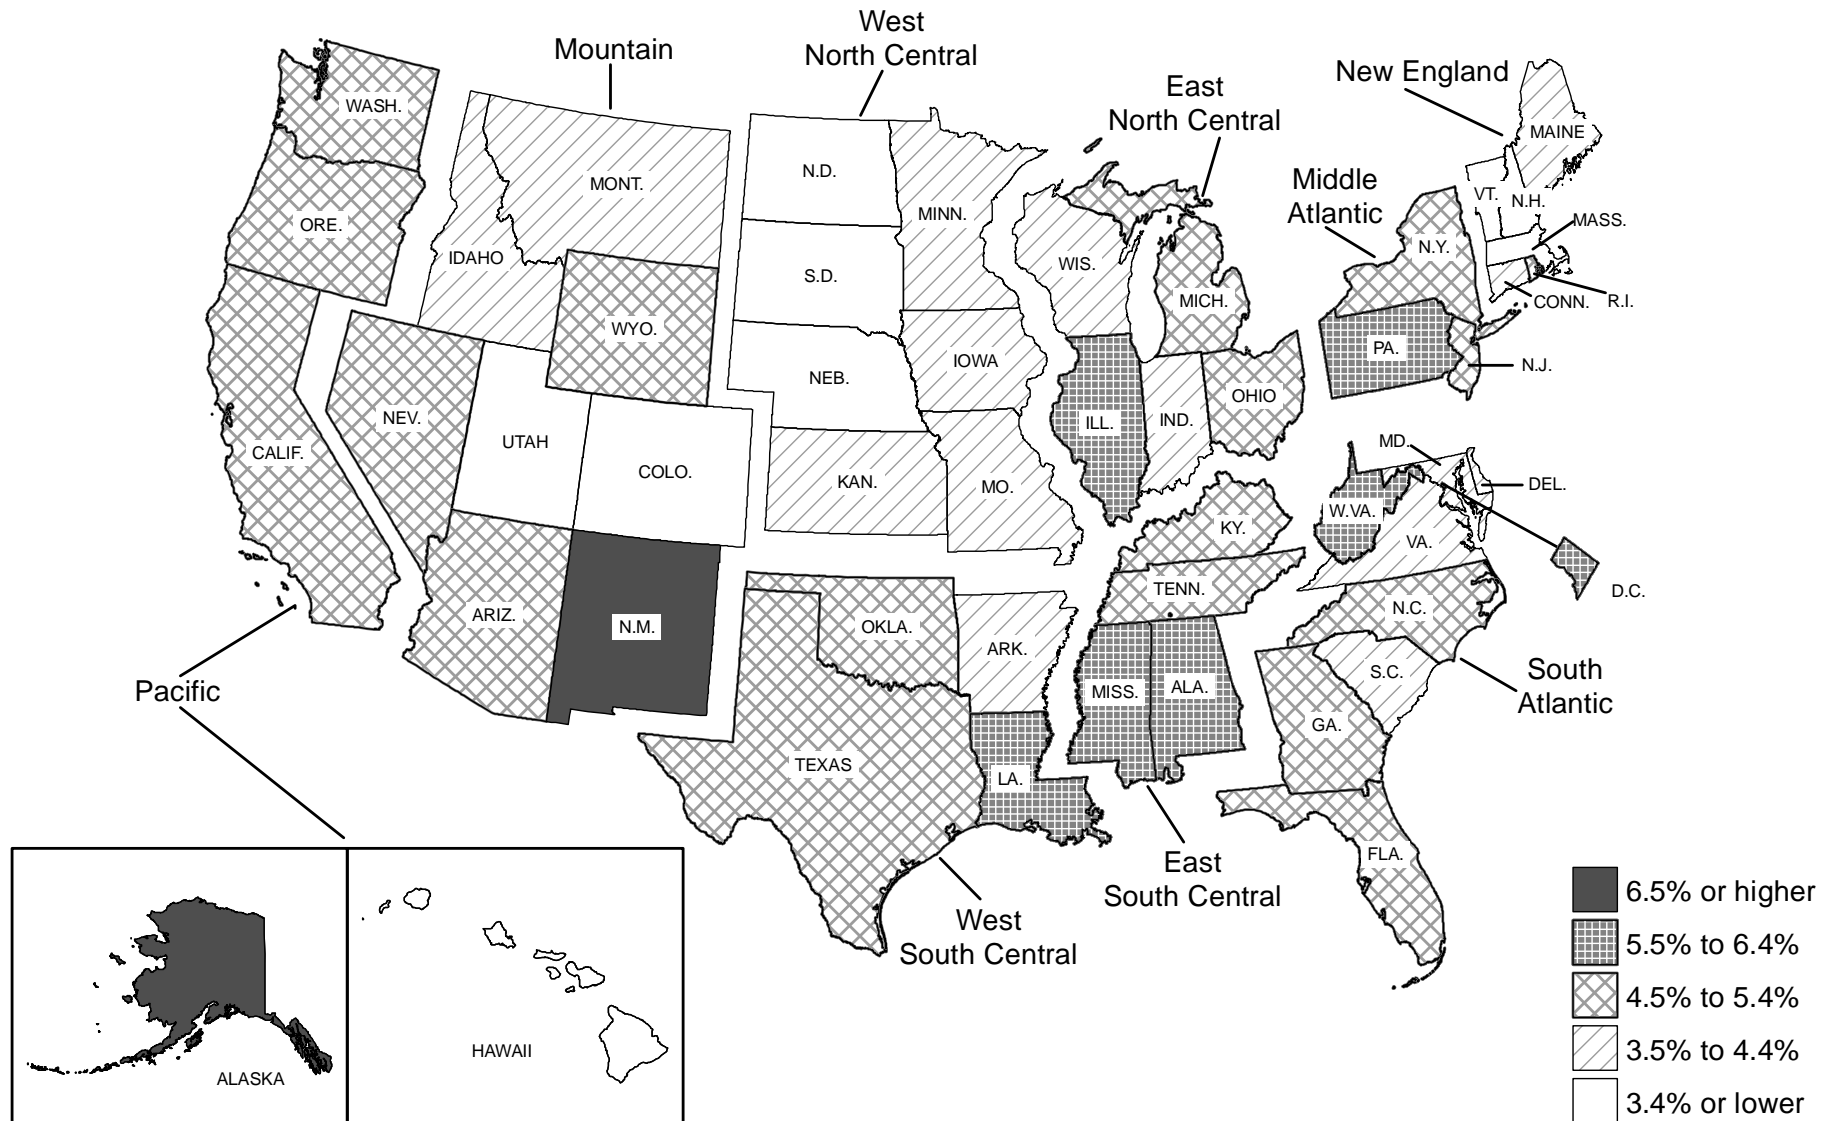 West
North Central
Mountain
New England
East
North Central
WASH.
MAINE
MONT.
N.D.
Middle
Atlantic
VT.
N.H.
MINN.
MASS.
ORE.
N.Y.
IDAHO
S.D.
WIS.
MICH.
CONN.
R.I.
WYO.
PA.
IOWA
N.J.
NEB.
OHIO
NEV.
ILL.
IND.
UTAH
MD.
CALIF.
COLO.
KAN.
MO.
DEL.
W.VA.
KY.
VA.
TENN.
D.C.
N.C.
ARIZ.
N.M.
OKLA.
ARK.
S.C.
South
Atlantic
Pacific
MISS.
ALA.
GA.
TEXAS
LA.
FLA.
East
South Central
West
South Central
6.5% or higher
5.5% to 6.4%
4.5% to 5.4%
3.5% to 4.4%
3.4% or lower
HAWAII
ALASKA